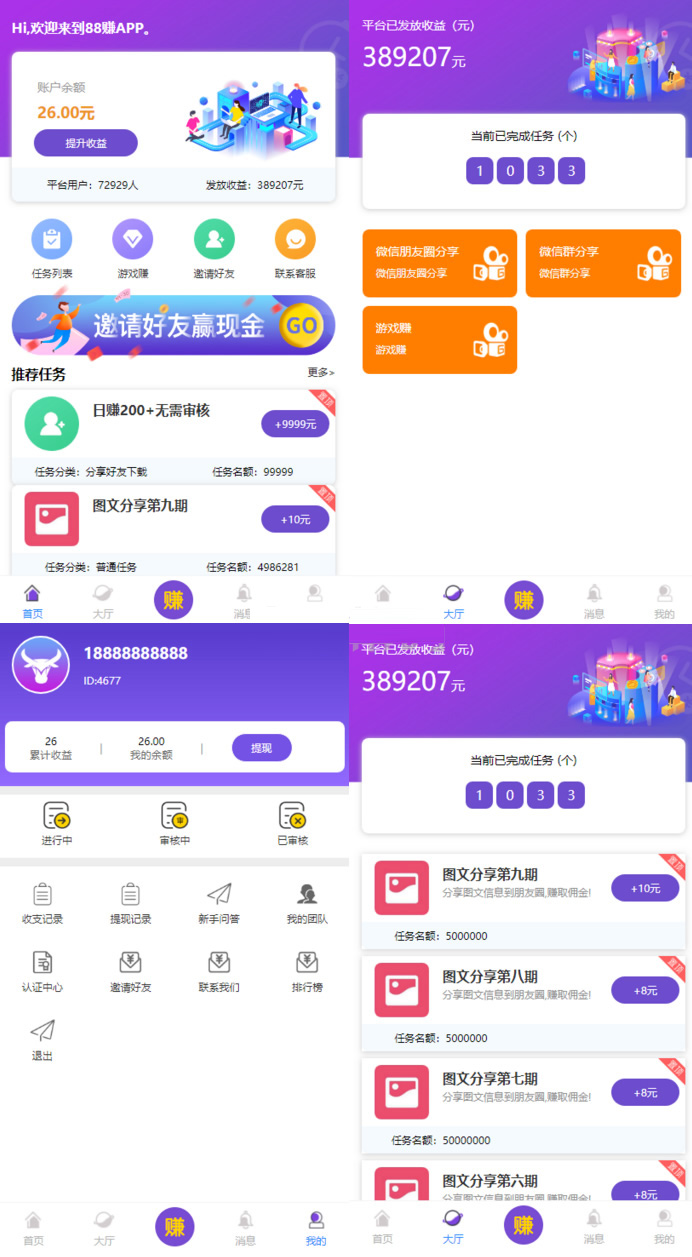 Hi,欢迎来到88赚APP。
账户余额
26.00元
提升收益
平台用户：72929人
发放收益：389207元
任务列表
游戏赚
邀请好友
联系客服
邀请好友赢现金
GO
推荐任务
更多>
置顶
日赚200+无需审核
+9999元
任务分类：分享好友下载
任务名额：99999
置顶
图文分享第九期
+10元
任务分类：普通任务
任务名额：4986281
首页
大厅
赚
消息
平台已发放收益（元）
389207元
当前已完成任务 (个)
1 0 3 3
微信朋友圈分享
微信朋友圈分享
微信群分享
微信群分享
游戏赚
游戏赚
首页
大厅
赚
消息
我的
18888888888
ID:4677
26
累计收益
|
26.00
我的余额
|
提现
进行中
审
审核中
已审核
收支记录
提现记录
新手问答
我的团队
认证中心
邀请好友
联系我们
排行榜
退出
首页
大厅
赚
消息
我的
平台已发放收益（元）
389207元
当前已完成任务 (个)
1 0 3 3
置顶
图文分享第九期
分享图文信息到朋友圈,赚取佣金!
+10元
任务名额：5000000
置顶
图文分享第八期
分享图文信息到朋友圈,赚取佣金!
+8元
任务名额：5000000
置顶
图文分享第七期
分享图文信息到朋友圈,赚取佣金!
+8元
任务名额：50000000
置顶
图文分享第六期
分享图文信息到朋友圈,赚取佣金!
+8元
首页
大厅
赚
消息
我的